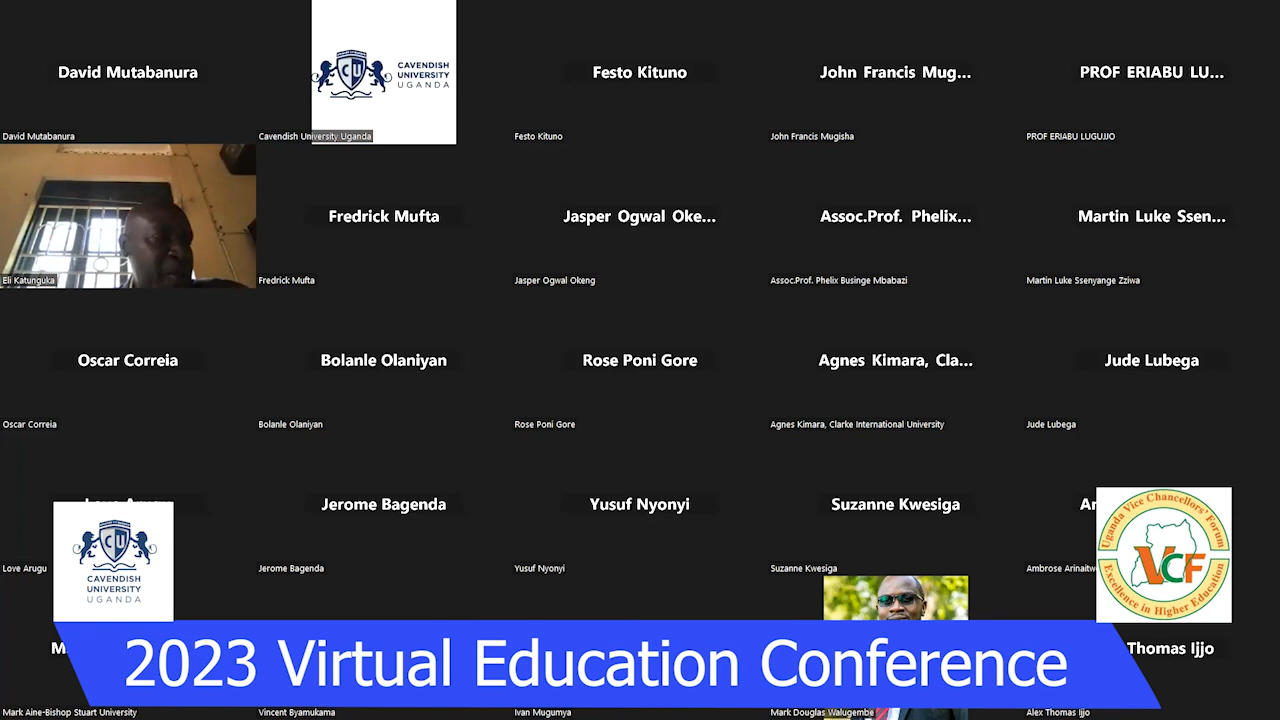 David Mutabanura
CAVENDISH
UNIVERSITY
UGANDA
Festo Kituno
John Francis Mug...
PROF ERIABU LU...
David Mutabanura
Cavendish University Uganda
Festo Kituno
John Francis Mugisha
PROF ERIABU LUGUJJO
Fredrick Mufta
Jasper Ogwal Oke...
Assoc.Prof. Phelix...
Martin Luke Ssen...
Eli Katunguka
Fredrick Mufta
Jasper Ogwal Okeng
Assoc.Prof. Phelix Businge Mbabazi
Martin Luke Ssenyange Zziwa
Oscar Correia
Bolanle Olaniyan
Rose Poni Gore
Agnes Kimara, Cla...
Jude Lubega
Oscar Correia
Bolanle Olaniyan
Rose Poni Gore
Agnes Kimara, Clarke International University
Jude Lubega
Jerome Bagenda
Yusuf Nyonyi
Suzanne Kwesiga
Love Arugu
Jerome Bagenda
Yusuf Nyonyi
Suzanne Kwesiga
Ambrose
CU
CAVENDISH
UNIVERSITY
UGANDA
Uganda Vice Chancellors' Forum
VCF
Excellence in Higher Education
2023 Virtual Education Conference
Thomas Ijjo
Mark Aine-Bishop Stuart University
Vincent Byamukama
Ivan Mugumya
Mark Douglas Walugembe
Alex Thomas Ijjo